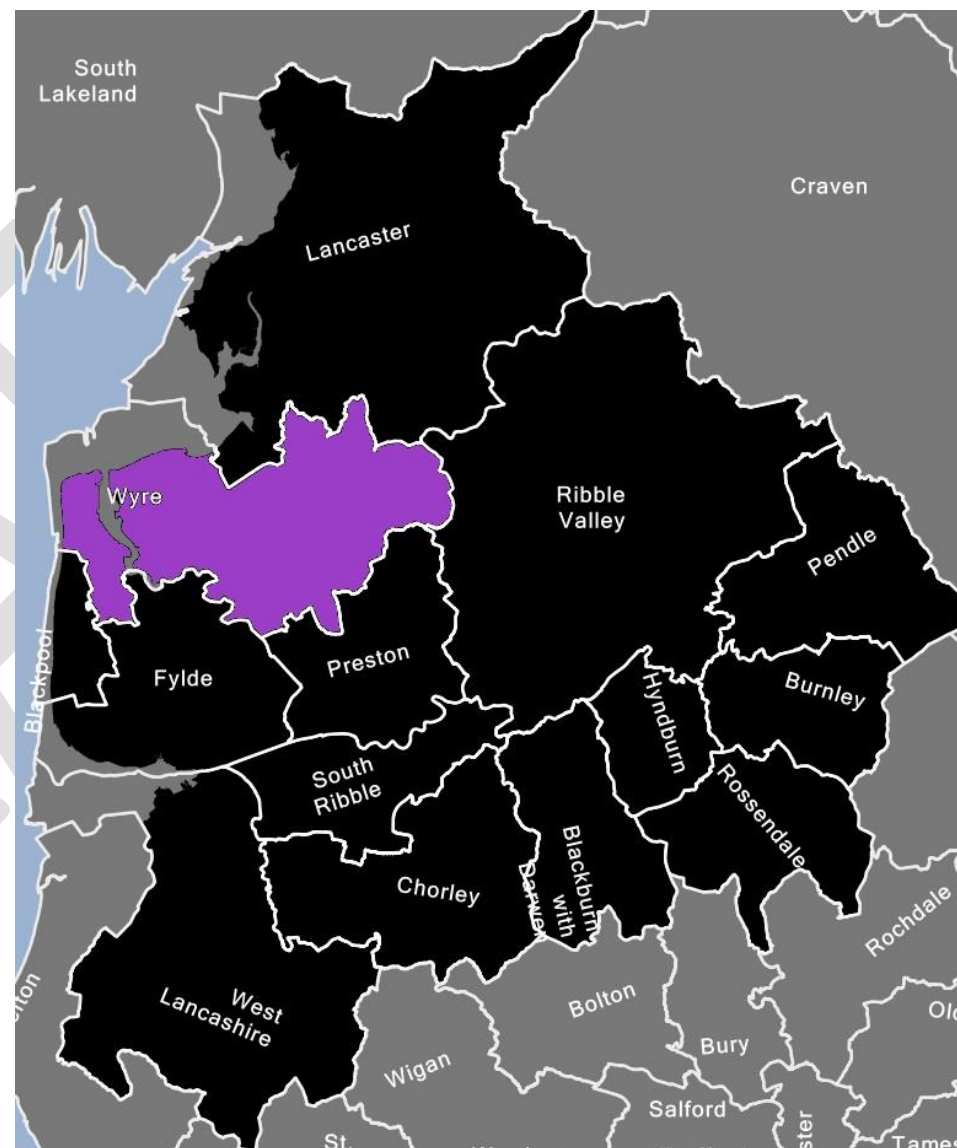 South
Lakeland
Craven
Lancaster
Wyre
Ribble
Valley
Pendle
Blackpool
Fylde
Preston
Hyndburn
Burnley
South
Ribble
Rossendale
Blackburn
with
Darwen
Chorley
Rochdale
West
Lancashire
Bolton
Bury
Wigan
Salford
St.